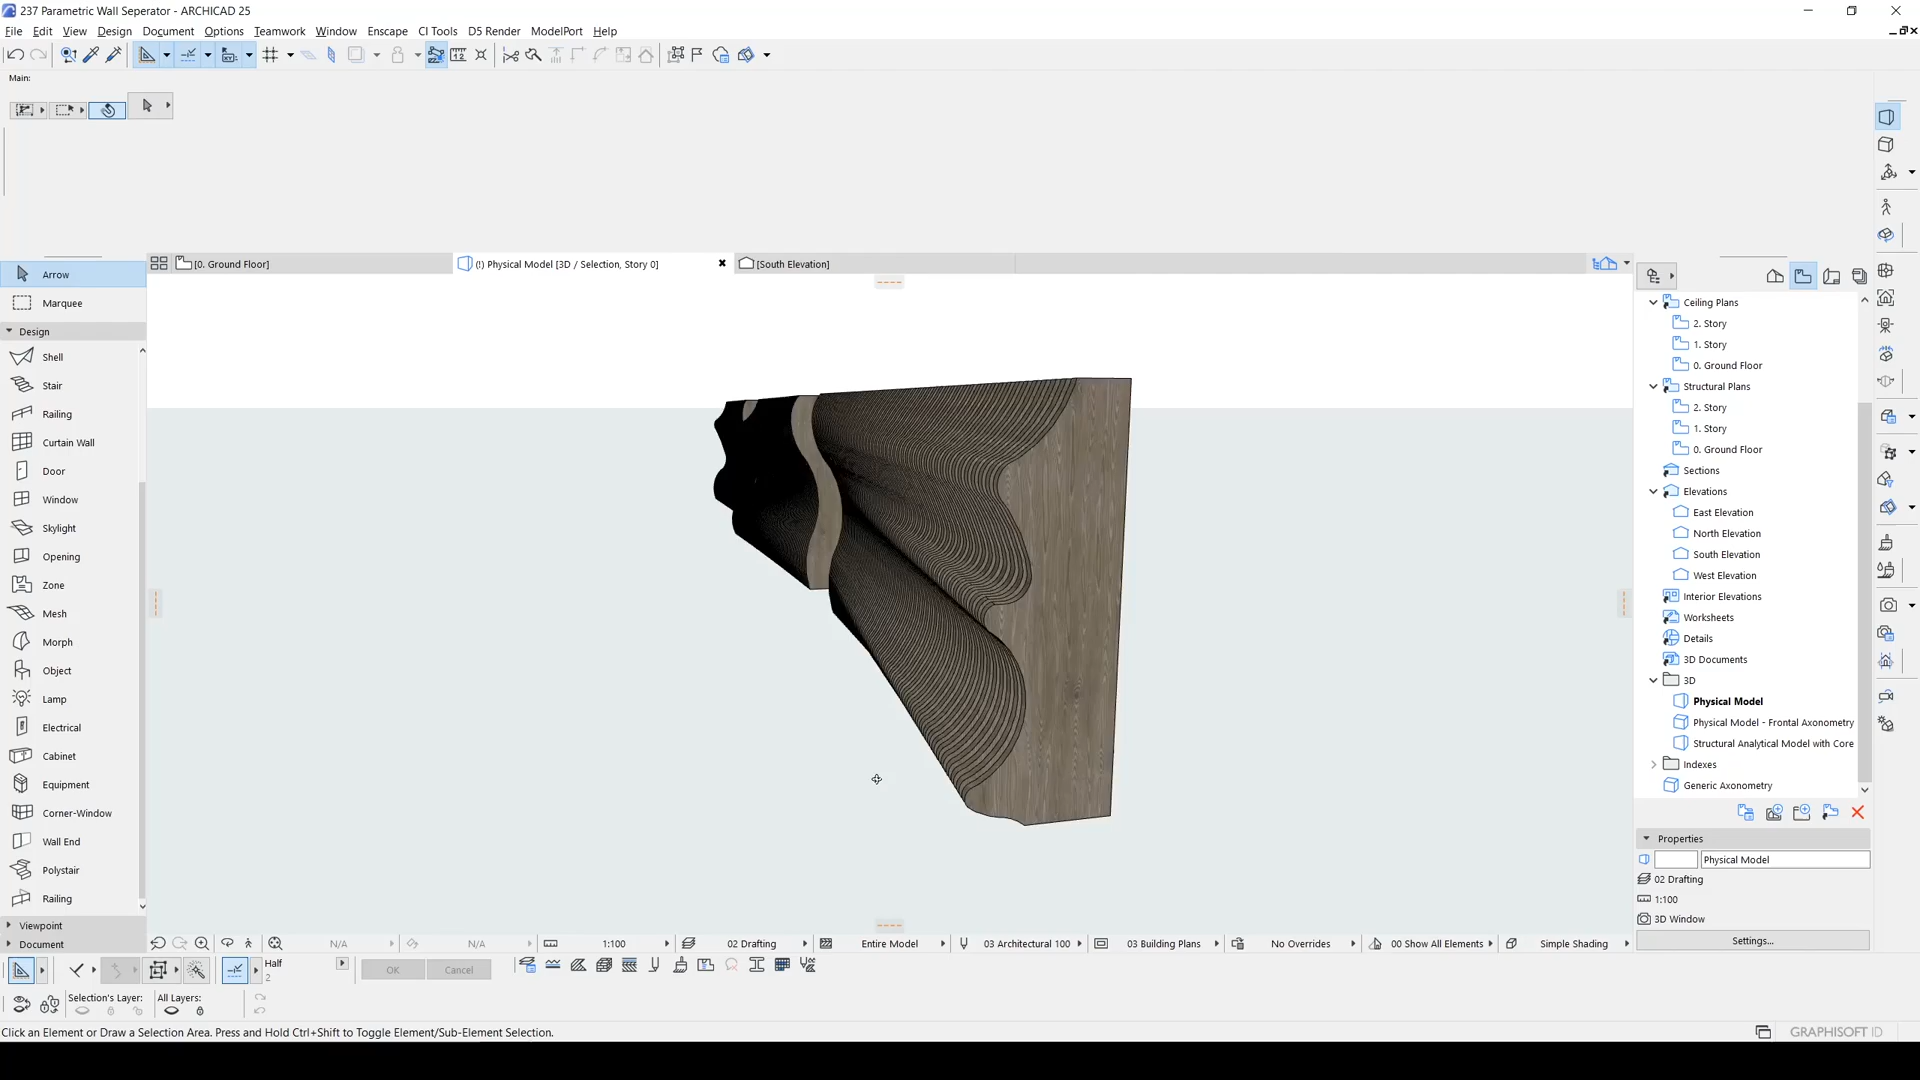 237 Parametric Wall Seperator - ARCHICAD 25
File Edit View Design Document Options Teamwork Window Enscape CI Tools D5 Render ModelPort Help
Main:
[0. Ground Floor] (!) Physical Model [3D / Selection, Story 0] [South Elevation]
Arrow
Marquee
Design
Shell
Stair
Railing
Curtain Wall
Door
Window
Skylight
Opening
Zone
Mesh
Morph
Object
Lamp
Electrical
Cabinet
Equipment
Corner-Window
Wall End
Polystair
Railing
Viewpoint
Document
Ceiling Plans
2. Story
1. Story
0. Ground Floor
Structural Plans
2. Story
1. Story
0. Ground Floor
Sections
Elevations
East Elevation
North Elevation
South Elevation
West Elevation
Interior Elevations
Worksheets
Details
3D Documents
3D
Physical Model
Physical Model - Frontal Axonometry
Structural Analytical Model with Core
Indexes
Generic Axonometry
Properties
Physical Model
02 Drafting
1:100
3D Window
Settings...
N/A N/A 1:100 02 Drafting Entire Model 03 Architectural 100 03 Building Plans No Overrides 00 Show All Elements Simple Shading
Half
2
OK Cancel
Selection's Layer: All Layers:
Click an Element or Draw a Selection Area. Press and Hold Ctrl+Shift to Toggle Element/Sub-Element Selection.
GRAPHISOFT ID